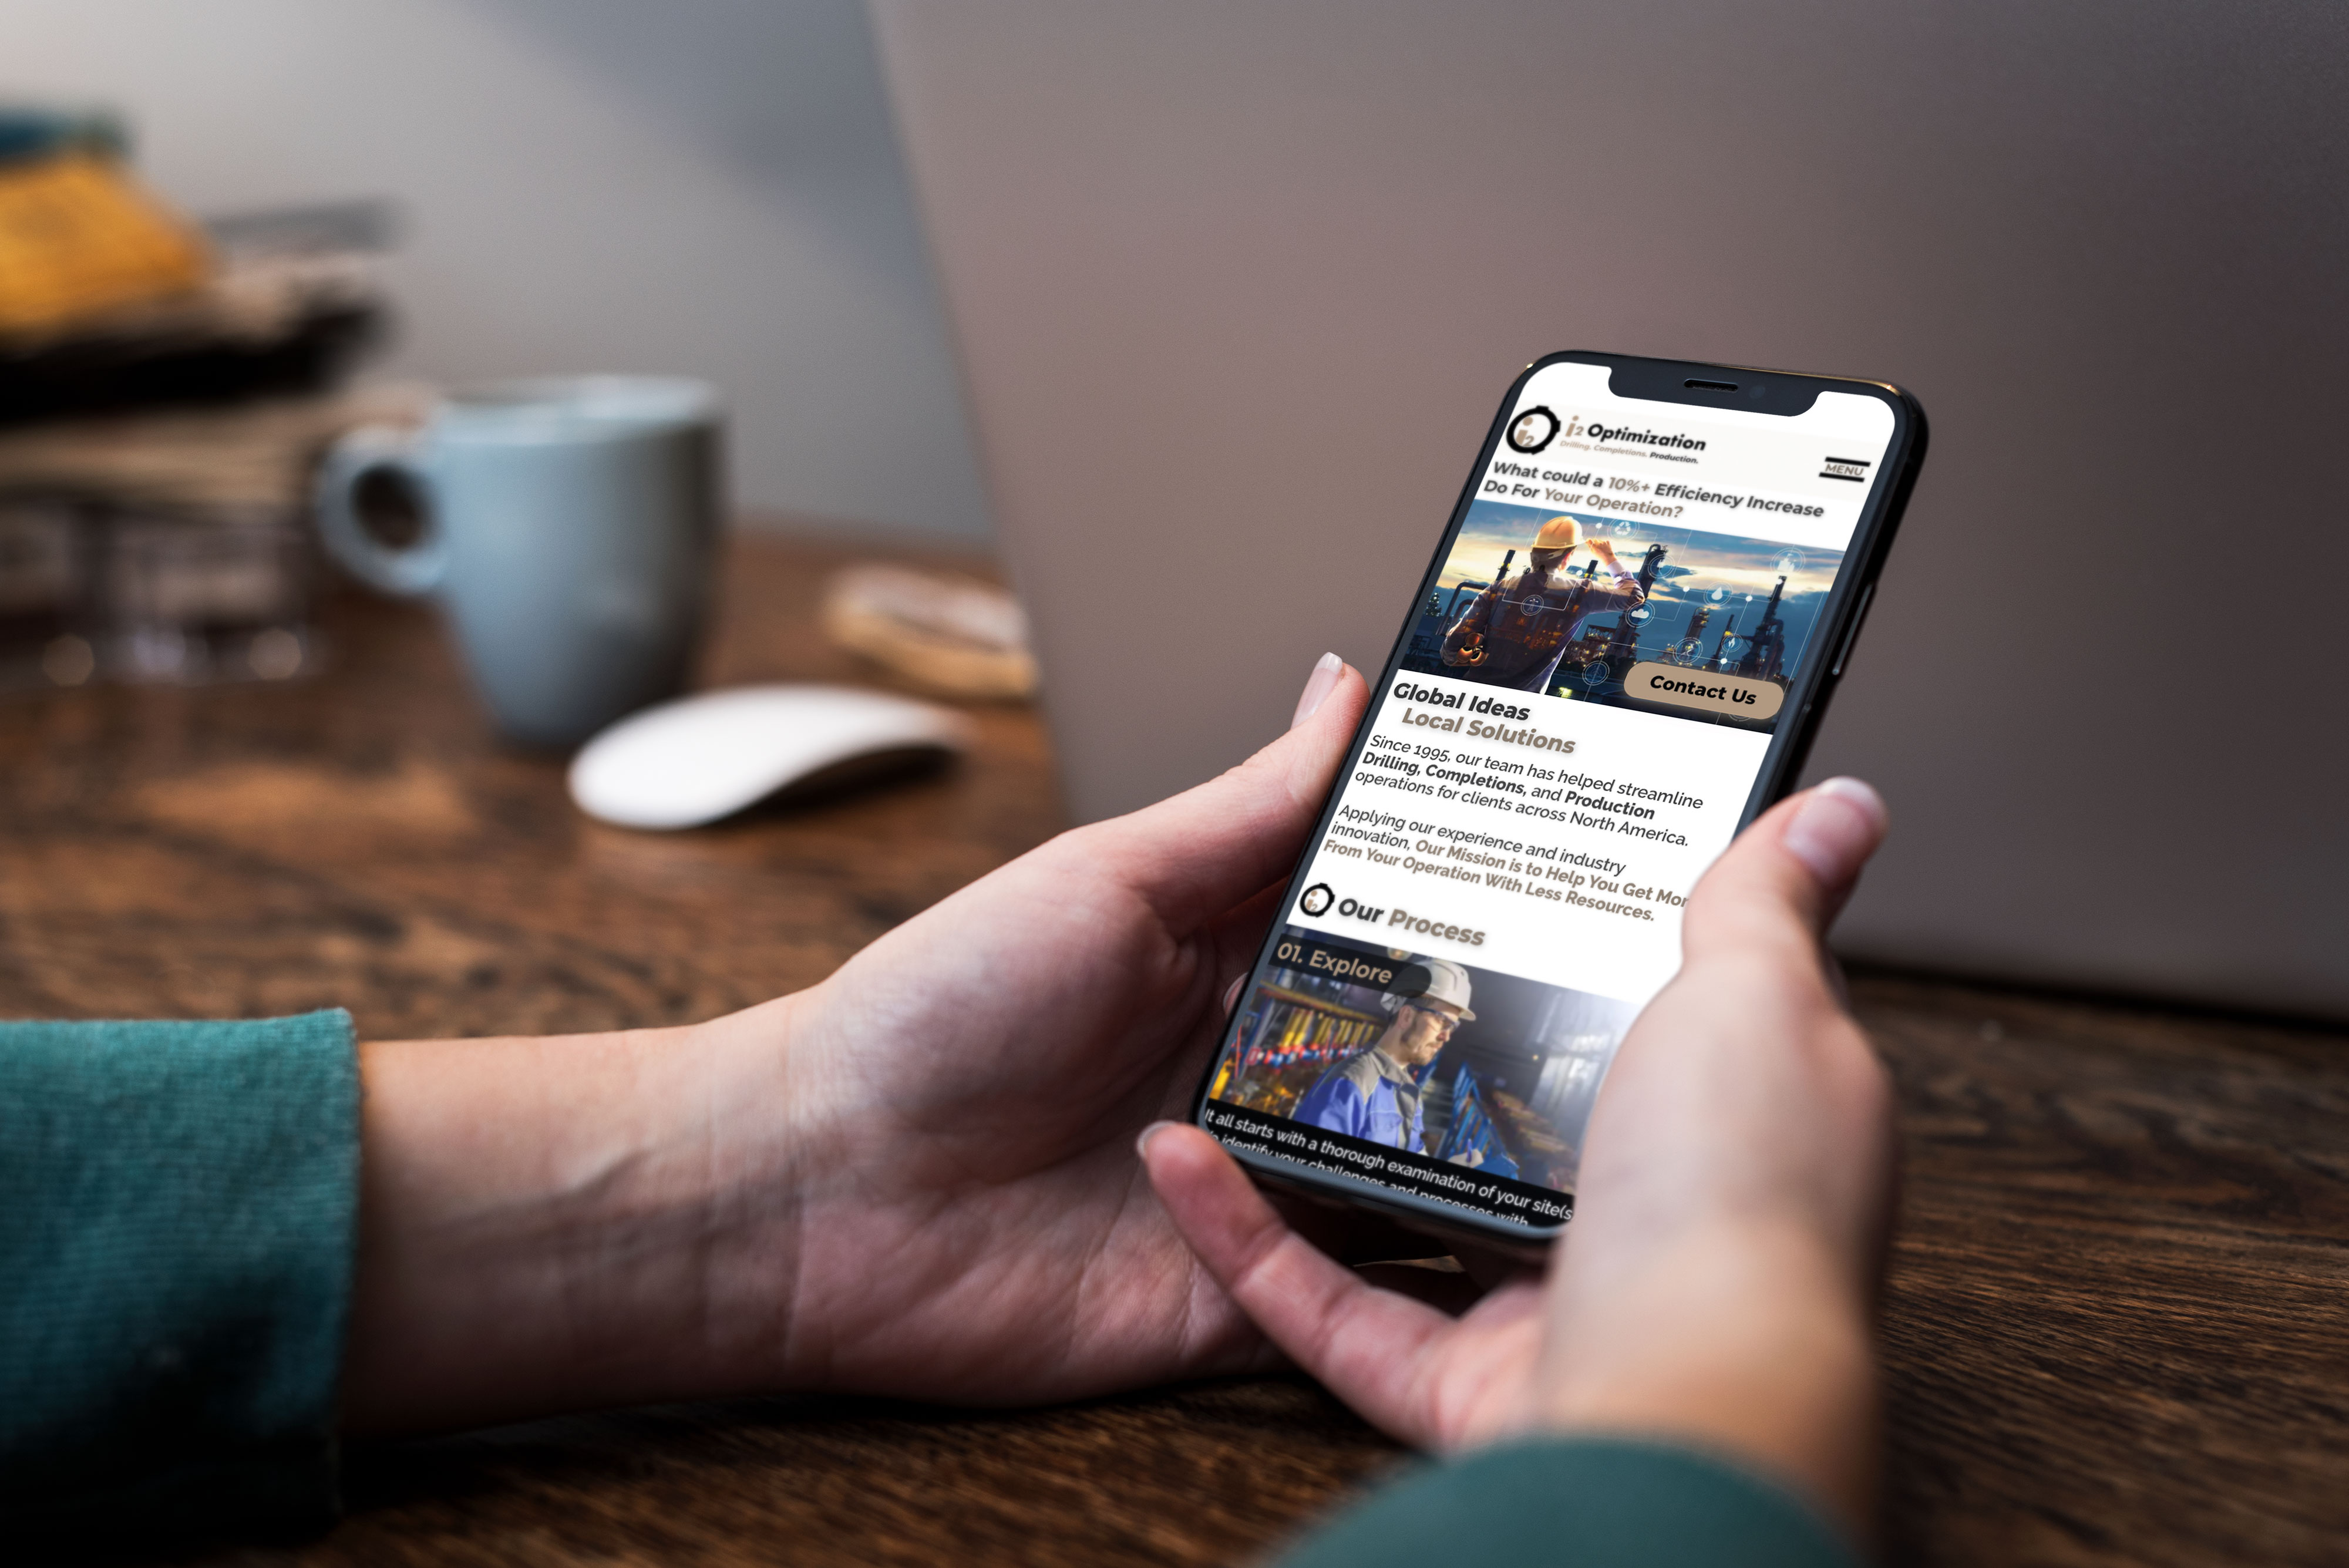 i2
i2 Optimization
Drilling. Completions. Production.
MENU
What could a 10%+ Efficiency Increase
Do For Your Operation?
Contact Us
Global Ideas
Local Solutions
Since 1995, our team has helped streamline
Drilling, Completions, and Production
operations for clients across North America.
Applying our experience and industry
innovation, Our Mission is to Help You Get Mor
From Your Operation With Less Resources.
i2 Our Process
01. Explore
It all starts with a thorough examination of your site(s
identify your challenges and processes with